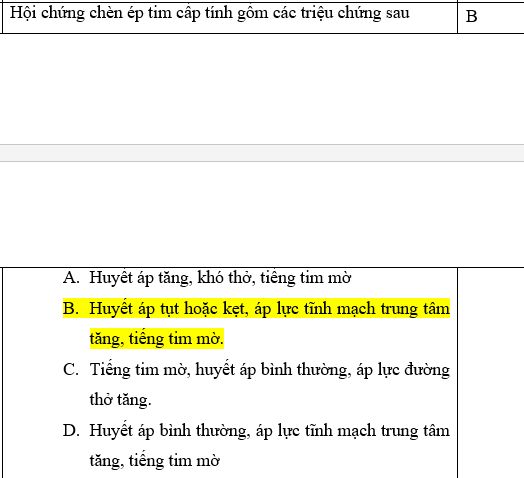 Hội chứng chèn ép tim cấp tính gồm các triệu chứng sau
B
A. Huyết áp tăng, khó thở, tiếng tim mờ
B. Huyết áp tụt hoặc kẹt, áp lực tĩnh mạch trung tâm
tăng, tiếng tim mờ.
C. Tiếng tim mờ, huyết áp bình thường, áp lực đường
thở tăng.
D. Huyết áp bình thường, áp lực tĩnh mạch trung tâm
tăng, tiếng tim mờ